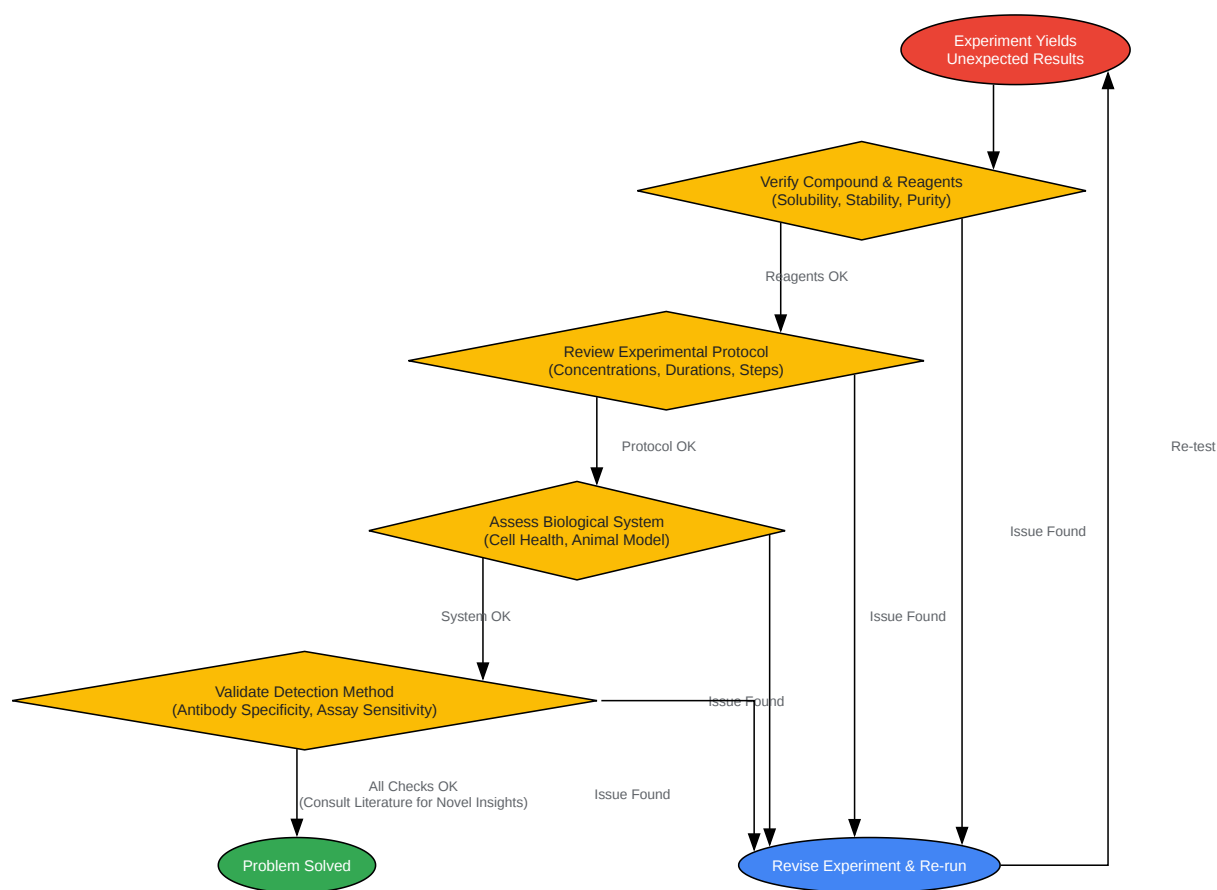 Experiment Yields
Unexpected Results
Verify Compound & Reagents
(Solubility, Stability, Purity)
Reagents OK
Review Experimental Protocol
(Concentrations, Durations, Steps)
Protocol OK
Re-test
Assess Biological System
(Cell Health, Animal Model)
Issue Found
System OK
Issue Found
Validate Detection Method
(Antibody Specificity, Assay Sensitivity)
Issue Found
All Checks OK
(Consult Literature for Novel Insights)
Issue Found
Problem Solved
Revise Experiment & Re-run